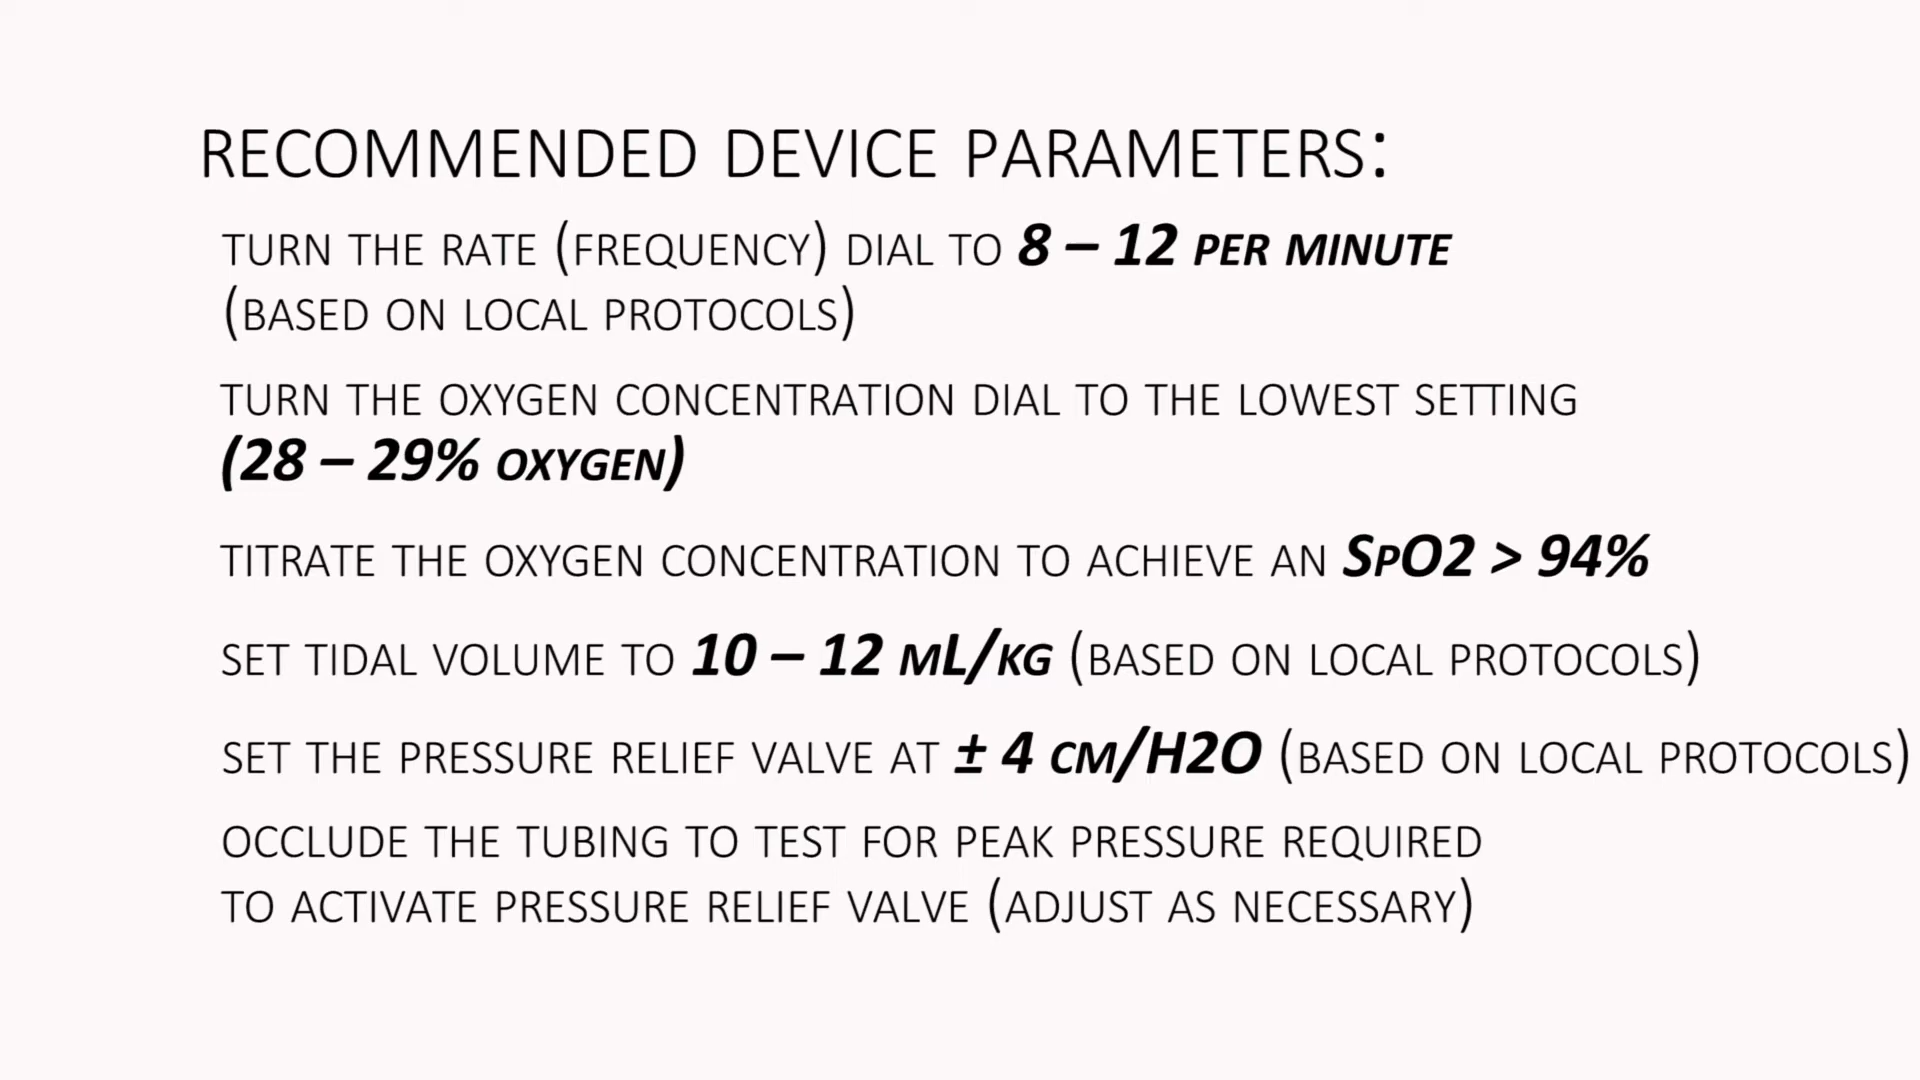 RECOMMENDED DEVICE PARAMETERS:
TURN THE RATE (FREQUENCY) DIAL TO 8 – 12 PER MINUTE
(BASED ON LOCAL PROTOCOLS)
TURN THE OXYGEN CONCENTRATION DIAL TO THE LOWEST SETTING
(28 – 29% OXYGEN)
TITRATE THE OXYGEN CONCENTRATION TO ACHIEVE AN SPO2 > 94%
SET TIDAL VOLUME TO 10 – 12 ML/KG (BASED ON LOCAL PROTOCOLS)
SET THE PRESSURE RELIEF VALVE AT ± 4 CM/H2O (BASED ON LOCAL PROTOCOLS)
OCCLUDE THE TUBING TO TEST FOR PEAK PRESSURE REQUIRED
TO ACTIVATE PRESSURE RELIEF VALVE (ADJUST AS NECESSARY)